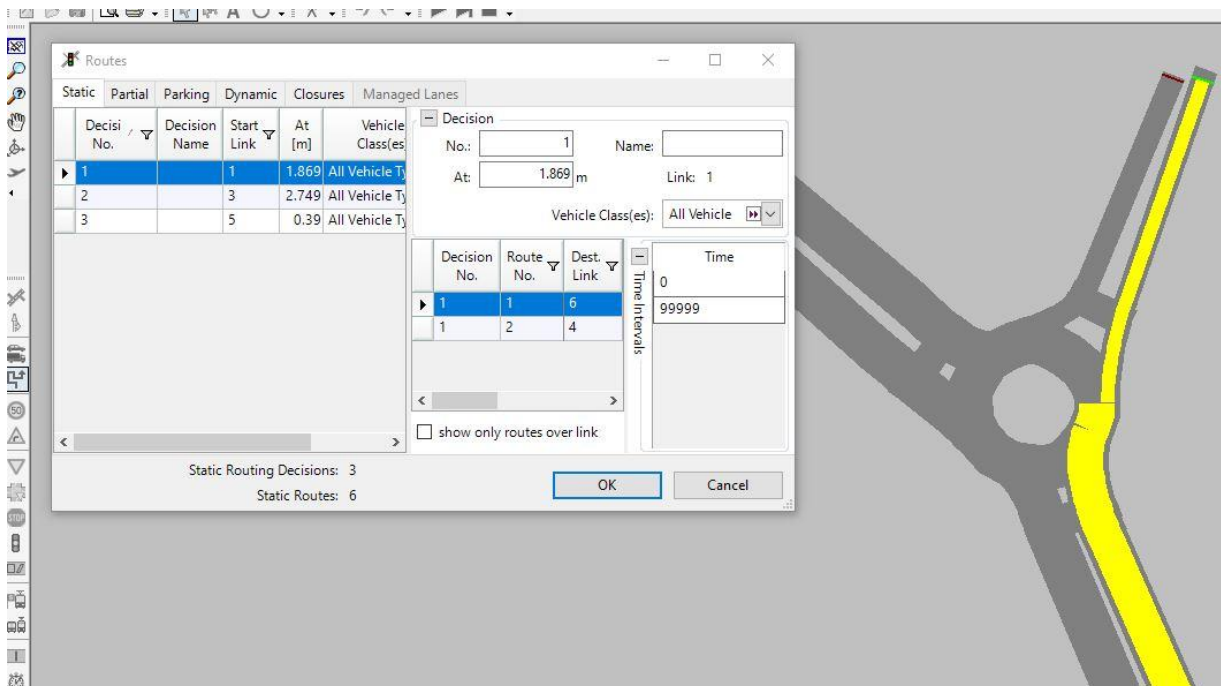 Routes
Static Partial Parking Dynamic Closures Managed Lanes
Decisi No. Decision Name Start Link At [m] Vehicle Class(es
1 1 1.869 All Vehicle Ty
2 3 2.749 All Vehicle Ty
3 5 0.39 All Vehicle Ty
Decision
No.: 1 Name:
At: 1.869 m Link: 1
Vehicle Class(es): All Vehicle
Decision No. Route No. Dest. Link
1 1 6
1 2 4
Time Intervals
Time
0
99999
show only routes over link
Static Routing Decisions: 3
Static Routes: 6
OK Cancel
50
STOP